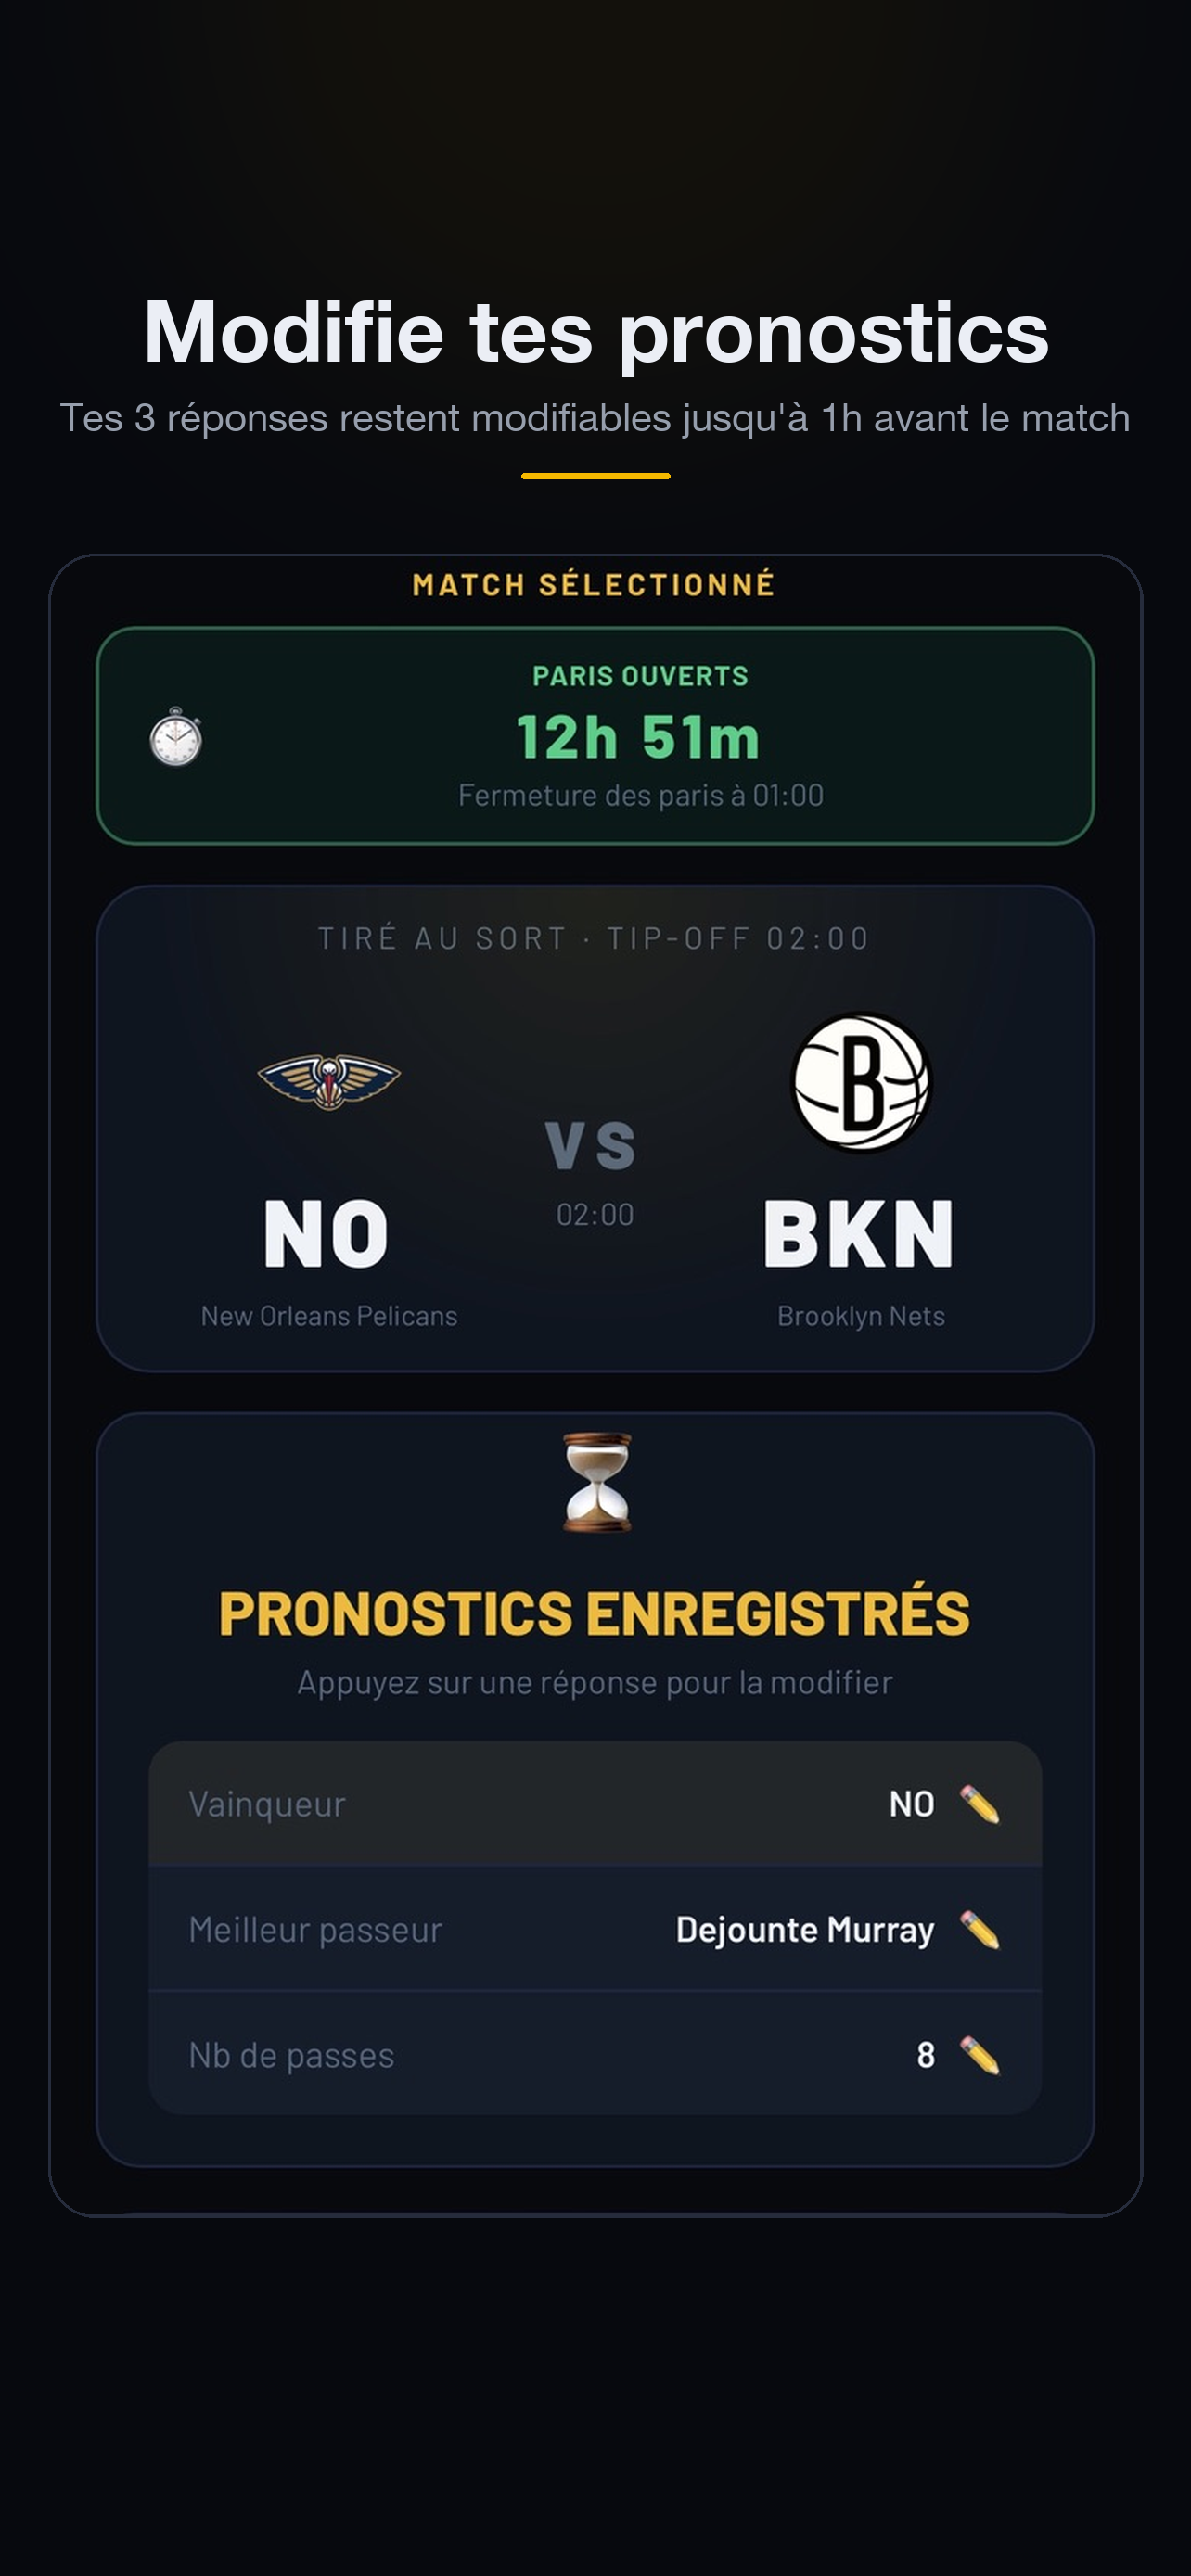 Modifie tes pronostics
Tes 3 réponses restent modifiables jusqu'à 1h avant le match
MATCH SÉLECTIONNÉ
PARIS OUVERTS
12h 51m
Fermeture des paris à 01:00
TIRÉ AU SORT · TIP-OFF 02:00
B
VS
NO
02:00
BKN
New Orleans Pelicans
Brooklyn Nets
PRONOSTICS ENREGISTRÉS
Appuyez sur une réponse pour la modifier
Vainqueur NO
Meilleur passeur Dejounte Murray
Nb de passes 8